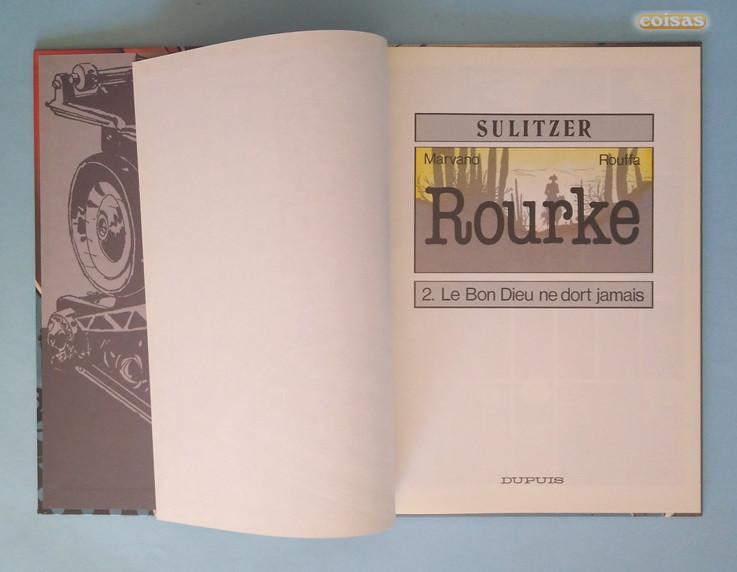 coisas
SULITZER
Marvano Rouffa
Rourke
2. Le Bon Dieu ne dort jamais
DUPUIS